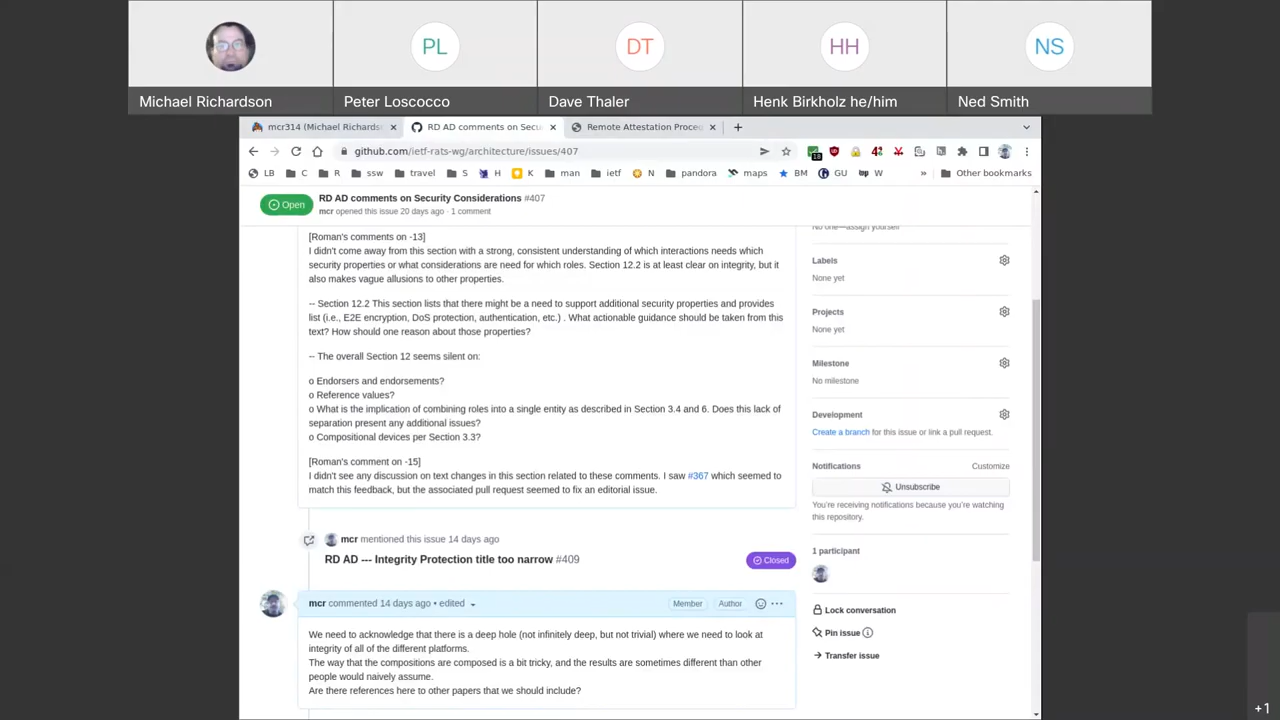 PL
DT
HH
NS
Michael Richardson
Peter Loscocco
Dave Thaler
Henk Birkholz he/him
Ned Smith
mcr314 (Michael Richards
RD AD comments on Secu
Remote Attestation Proced
github.com/ietf-rats-wg/architecture/issues/407
18
LB
C
R
ssw
travel
S
H
K
man
ietf
N
pandora
maps
BM
GU
W
»
Other bookmarks
Open
RD AD comments on Security Considerations #407
mcr opened this issue 20 days ago · 1 comment
[Roman's comments on -13]
I didn't come away from this section with a strong, consistent understanding of which interactions needs which
security properties or what considerations are need for which roles. Section 12.2 is at least clear on integrity, but it
also makes vague allusions to other properties.
-- Section 12.2 This section lists that there might be a need to support additional security properties and provides
list (i.e., E2E encryption, DoS protection, authentication, etc.) . What actionable guidance should be taken from this
text? How should one reason about those properties?
-- The overall Section 12 seems silent on:
o Endorsers and endorsements?
o Reference values?
o What is the implication of combining roles into a single entity as described in Section 3.4 and 6. Does this lack of
separation present any additional issues?
o Compositional devices per Section 3.3?
[Roman's comment on -15]
I didn't see any discussion on text changes in this section related to these comments. I saw #367 which seemed to
match this feedback, but the associated pull request seemed to fix an editorial issue.
mcr mentioned this issue 14 days ago
RD AD --- Integrity Protection title too narrow #409
Closed
mcr commented 14 days ago • edited
Member
Author
We need to acknowledge that there is a deep hole (not infinitely deep, but not trivial) where we need to look at
integrity of all of the different platforms.
The way that the compositions are composed is a bit tricky, and the results are sometimes different than other
people would naively assume.
Are there references here to other papers that we should include?
No one—assign yourself
Labels
None yet
Projects
None yet
Milestone
No milestone
Development
Create a branch for this issue or link a pull request.
Notifications
Customize
Unsubscribe
You're receiving notifications because you're watching
this repository.
1 participant
Lock conversation
Pin issue
Transfer issue
+1